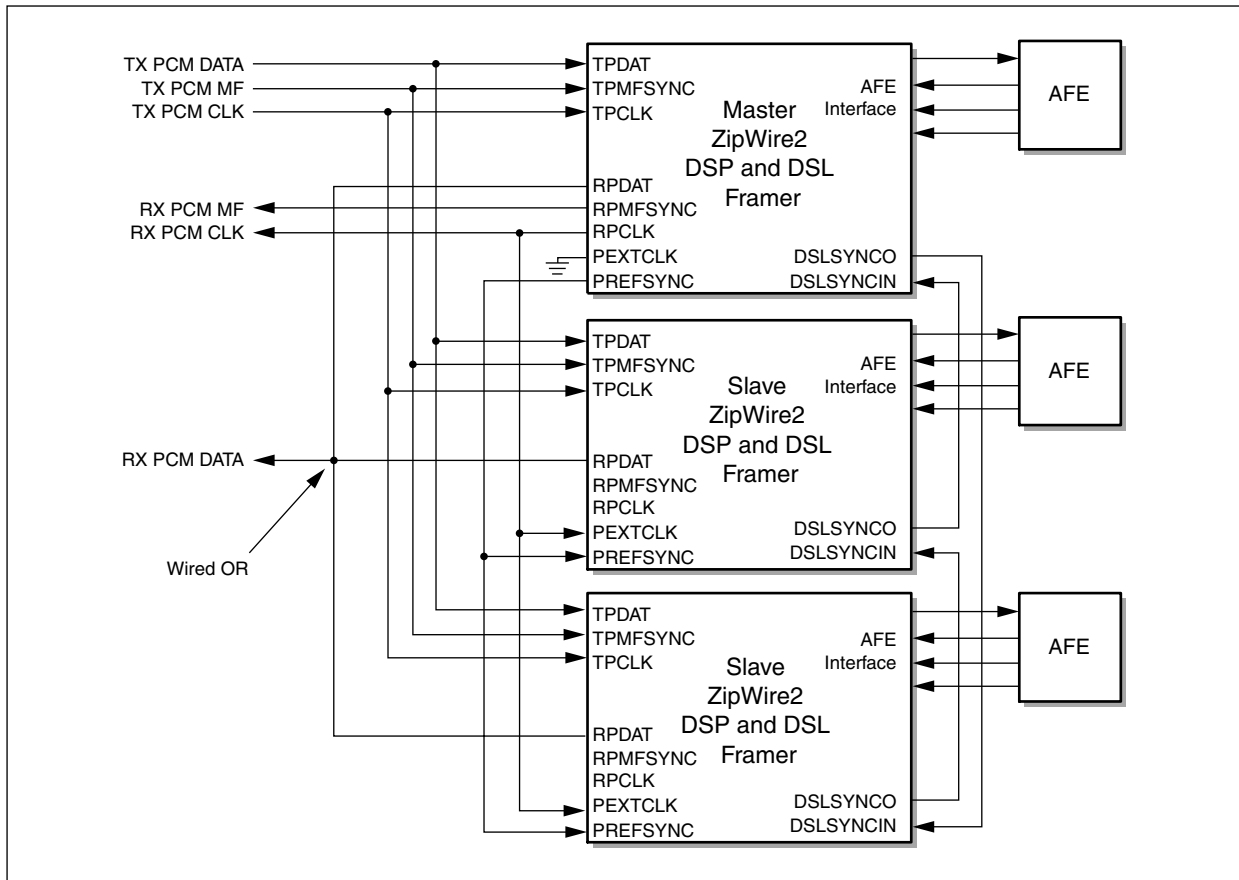 TX PCM DATA
TX PCM MF
TX PCM CLK
RX PCM MF
RX PCM CLK
TPDAT
TPMFSYNC
TPCLK
RPDAT
RPMFSYNC
RPCLK
PEXTCLK
PREFSYNC
Master
ZipWire2
DSP and DSL
Framer
AFE
Interface
DSLSYNCO
DSLSYNCIN
AFE
RX PCM DATA
Wired OR
TPDAT
TPMFSYNC
TPCLK
RPDAT
RPMFSYNC
RPCLK
PEXTCLK
PREFSYNC
Slave
ZipWire2
DSP and DSL
Framer
AFE
Interface
DSLSYNCO
DSLSYNCIN
AFE
TPDAT
TPMFSYNC
TPCLK
RPDAT
RPMFSYNC
RPCLK
PEXTCLK
PREFSYNC
Slave
ZipWire2
DSP and DSL
Framer
AFE
Interface
DSLSYNCO
DSLSYNCIN
AFE